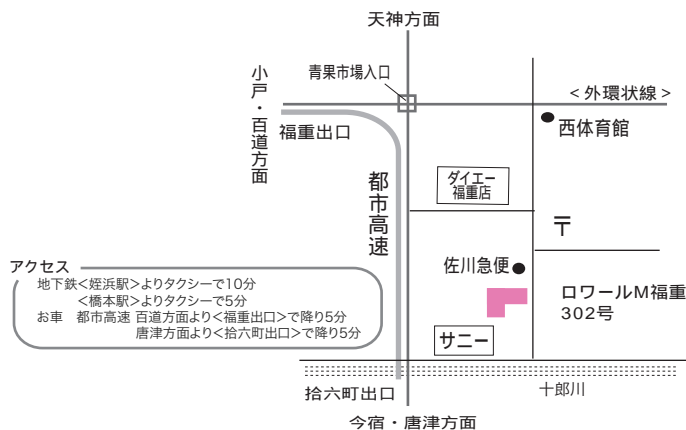 天神方面
青果市場入口
小戸・百道方面
＜外環状線＞
福重出口
西体育館
都市高速
ダイエー
福重店
〒
佐川急便
アクセス
地下鉄＜姪浜駅＞よりタクシーで10分
＜橋本駅＞よりタクシーで5分
お車　都市高速 百道方面より＜福重出口＞で降り5分
唐津方面より＜拾六町出口＞で降り5分
ロワールM福重
302号
サニー
拾六町出口
十郎川
今宿・唐津方面